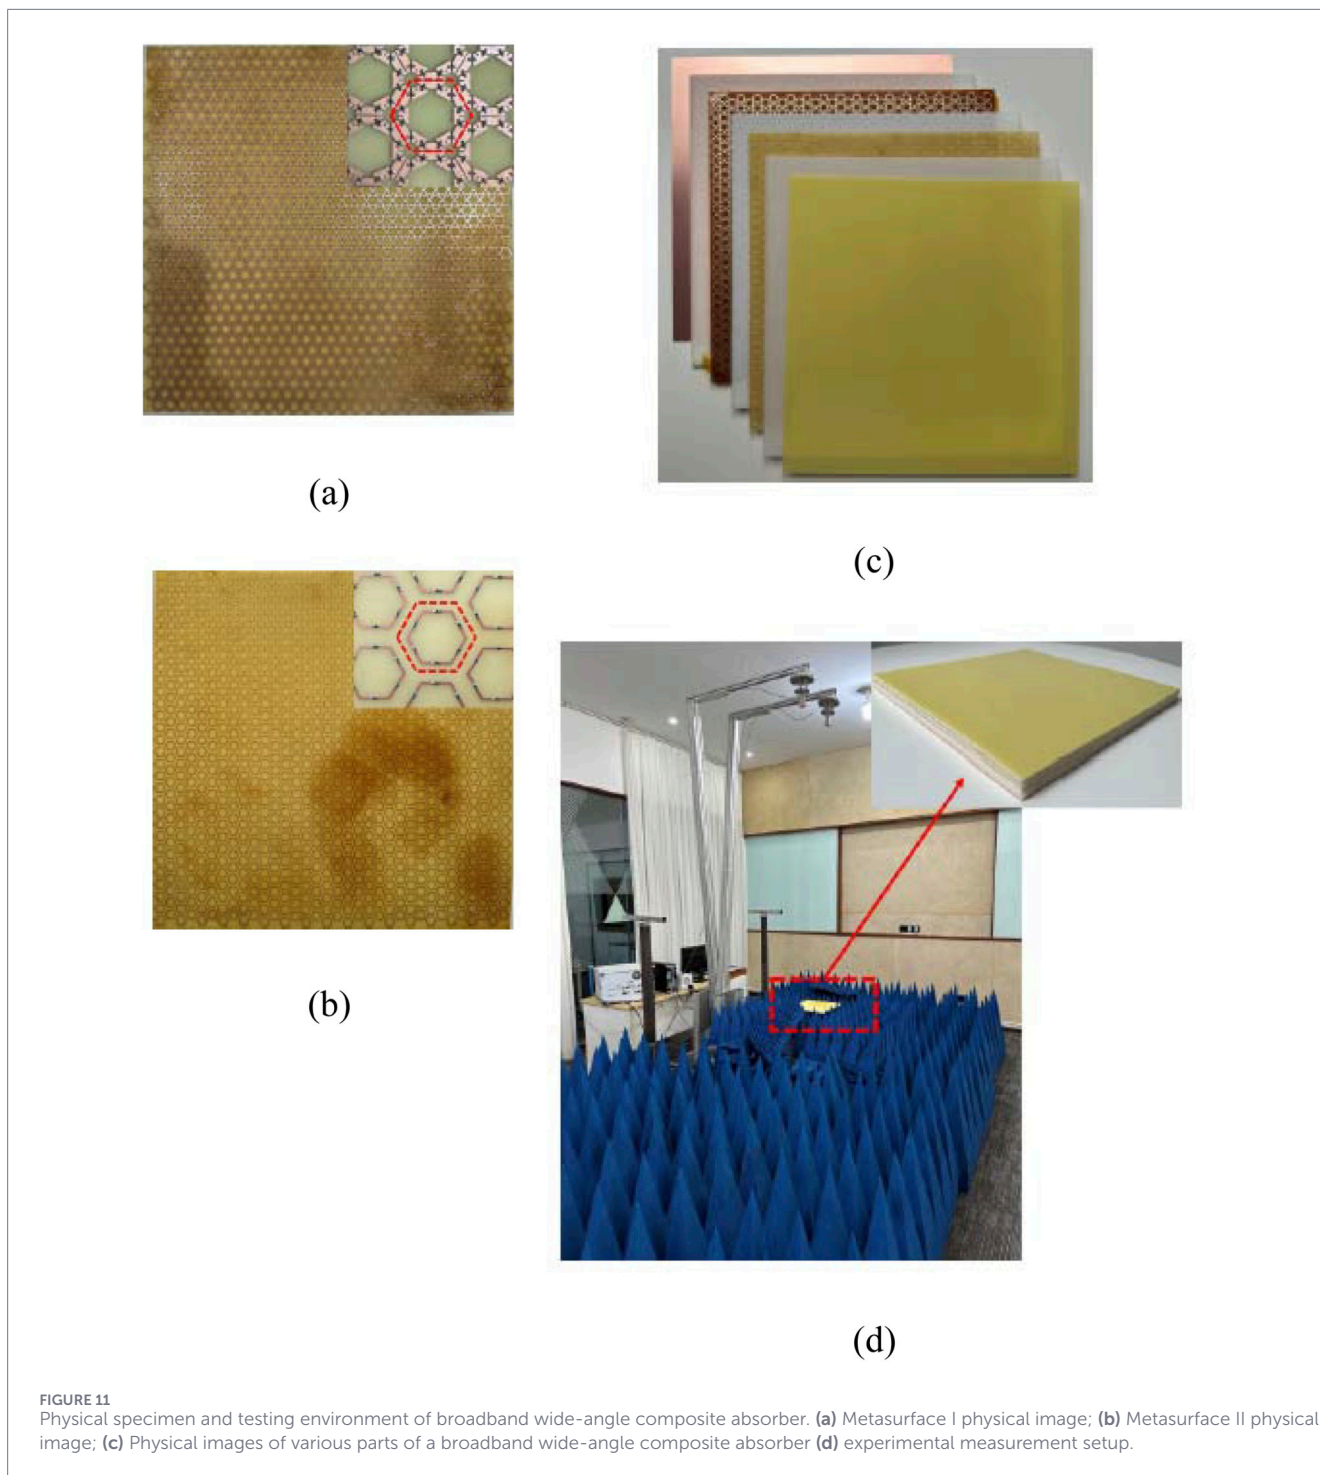 (a)
(c)
(b)
(d)
FIGURE 11
Physical specimen and testing environment of broadband wide-angle composite absorber. (a) Metasurface I physical image; (b) Metasurface II physical
image; (c) Physical images of various parts of a broadband wide-angle composite absorber (d) experimental measurement setup.